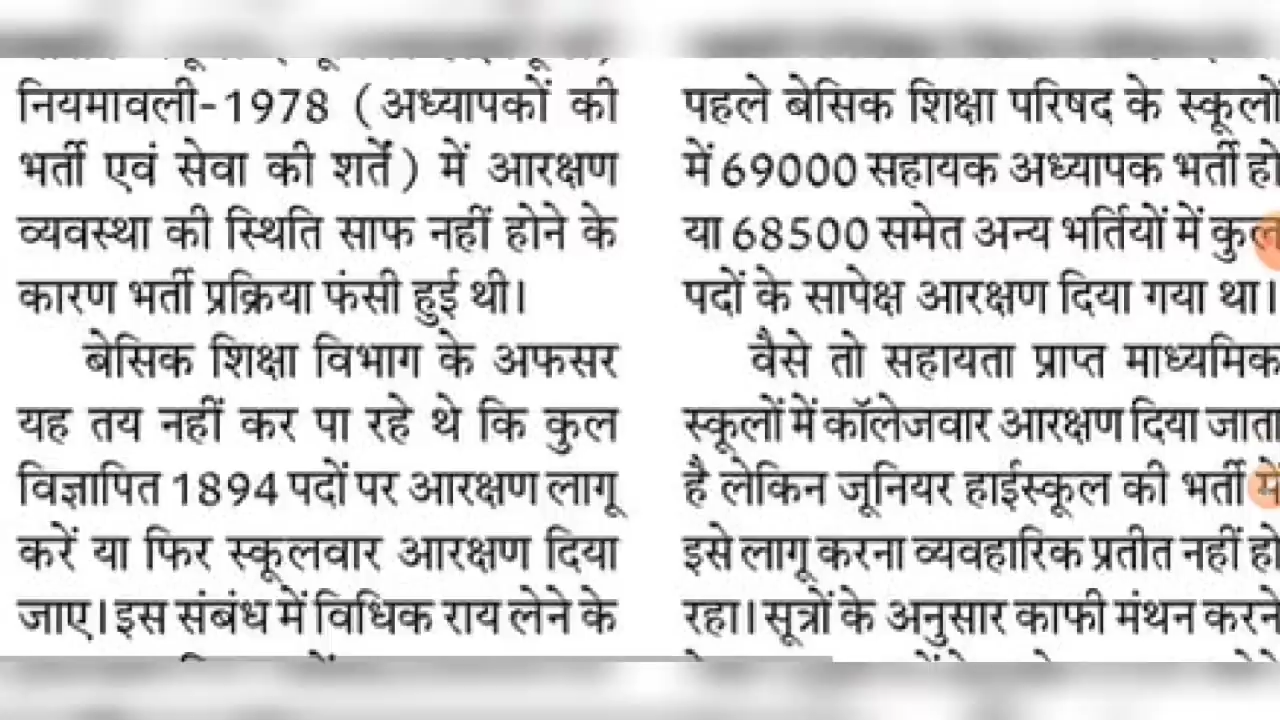 नियमावली-1978 (अध्यापकों की
भर्ती एवं सेवा की शर्तें) में आरक्षण
व्यवस्था की स्थिति साफ नहीं होने के
कारण भर्ती प्रक्रिया फंसी हुई थी।
बेसिक शिक्षा विभाग के अफसर
यह तय नहीं कर पा रहे थे कि कुल
विज्ञापित 1894 पदों पर आरक्षण लागू
करें या फिर स्कूलवार आरक्षण दिया
जाए। इस संबंध में विधिक राय लेने के
पहले बेसिक शिक्षा परिषद के स्कूलों
में 69000 सहायक अध्यापक भर्ती हो
या 68500 समेत अन्य भर्तियों में कुल
पदों के सापेक्ष आरक्षण दिया गया था।
वैसे तो सहायता प्राप्त माध्यमिक
स्कूलों में कॉलेजवार आरक्षण दिया जाता
है लेकिन जूनियर हाईस्कूल की भर्ती में
इसे लागू करना व्यवहारिक प्रतीत नहीं हो
रहा। सूत्रों के अनुसार काफी मंथन करने